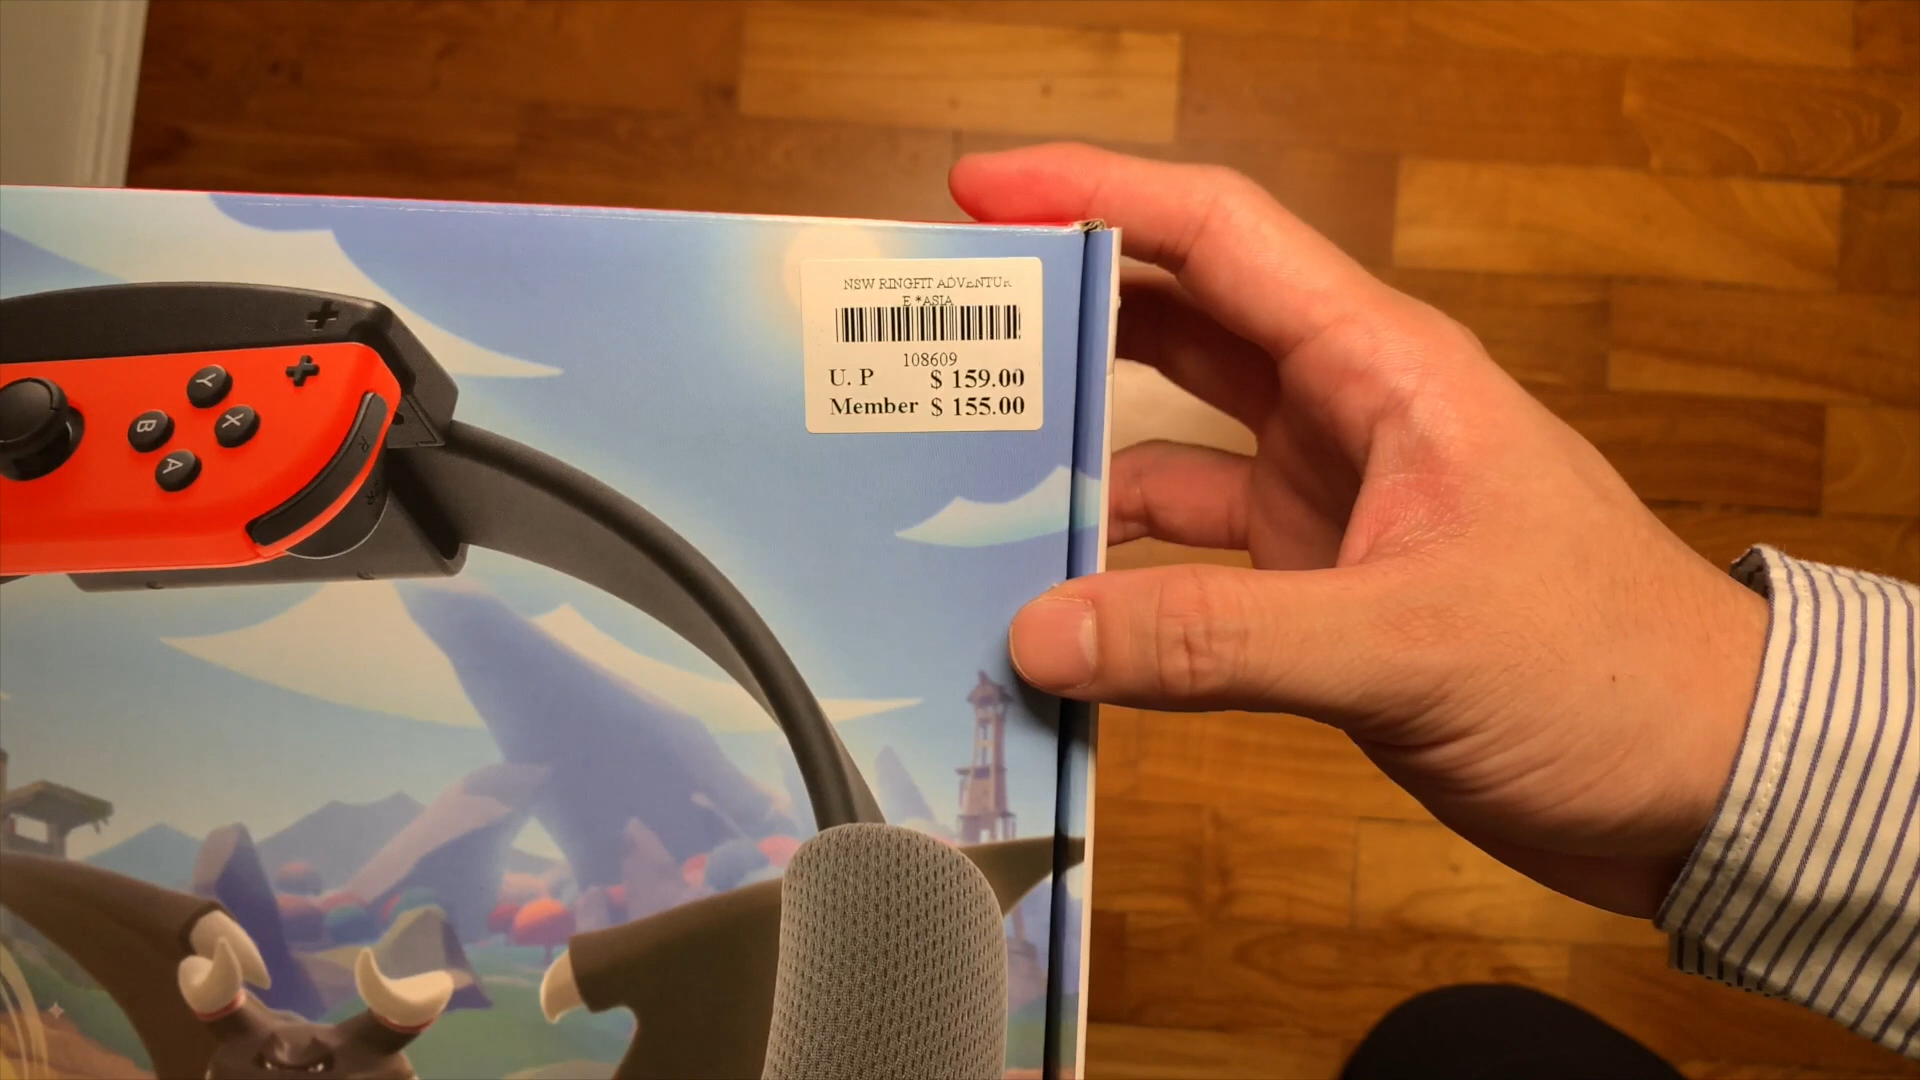 NSW RINGFIT ADVENTUR
E *ASIA
108609
U. P $ 159.00
Member $ 155.00
Y
X
B
A
R